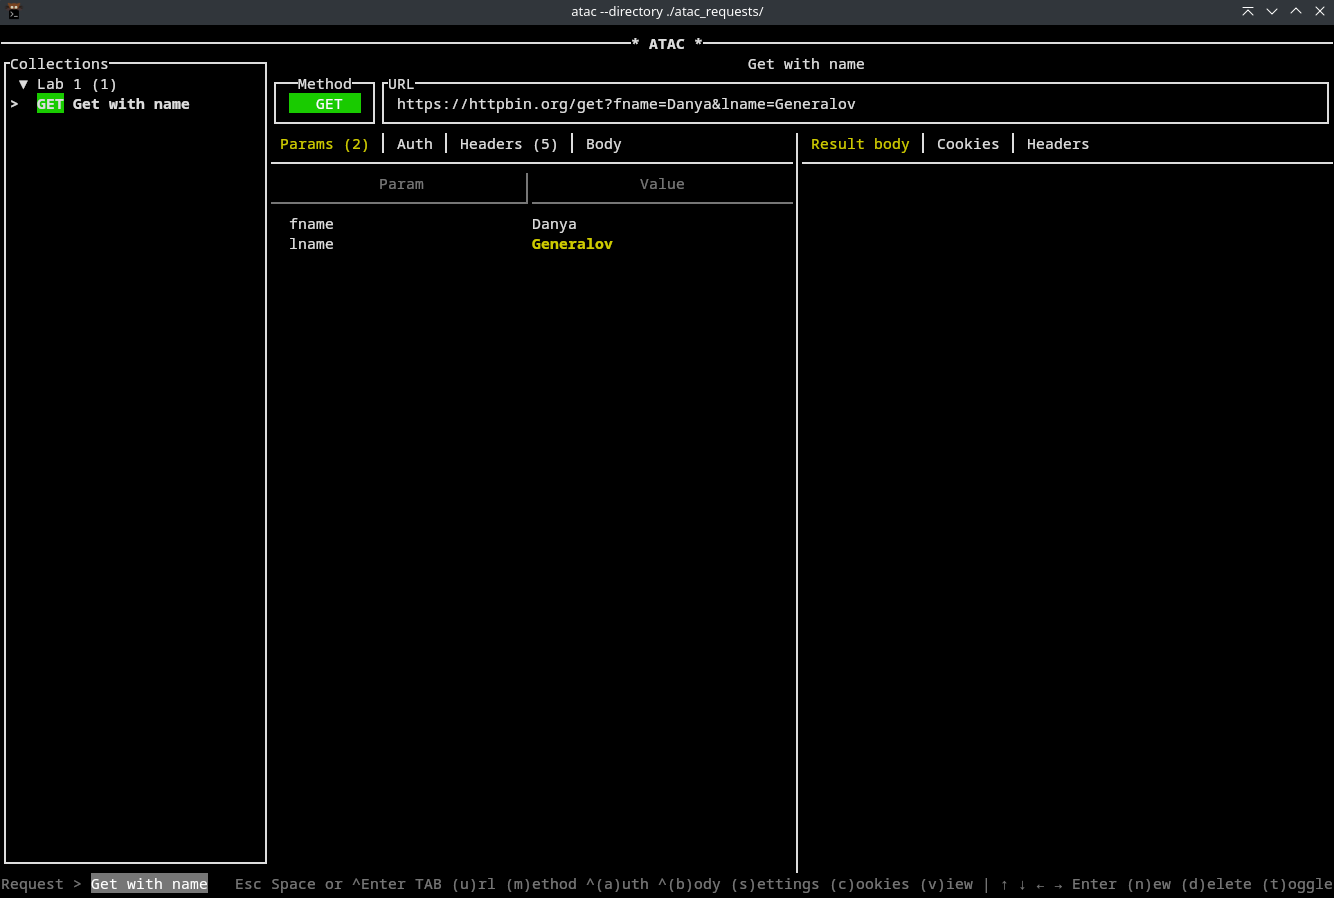 atac --directory ./atac_requests/
* ATAC *
Collections
▼ Lab 1 (1)
> GET Get with name
Get with name
Method
GET
URL
https://httpbin.org/get?fname=Danya&lname=Generalov
Params (2) | Auth | Headers (5) | Body
Param Value
fname Danya
lname Generalov
Result body | Cookies | Headers
Request > Get with name Esc Space or ^Enter TAB (u)rl (m)ethod ^(a)uth ^(b)ody (s)ettings (c)ookies (v)iew | ↑ ↓ ← → Enter (n)ew (d)elete (t)oggle